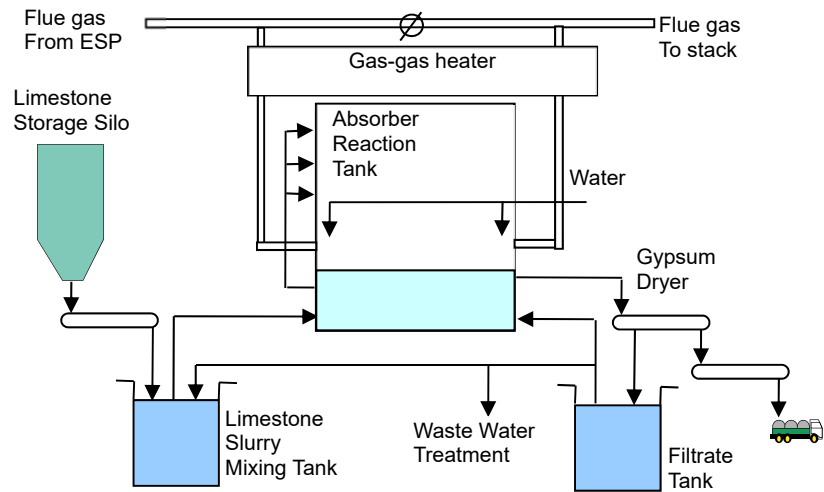 Flue gas
From ESP
Flue gas
To stack
Gas-gas heater
Limestone
Storage Silo
Absorber
Reaction
Tank
Water
Gypsum
Dryer
Limestone
Slurry
Mixing Tank
Waste Water
Treatment
Filtrate
Tank